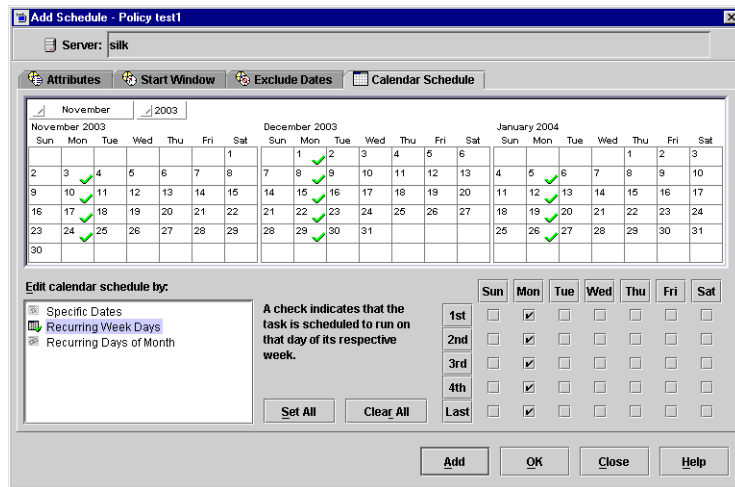 Add Schedule - Policy test1
Server: silk
Attributes Start Window Exclude Dates Calendar Schedule
November 2003
November 2003 December 2003 January 2004
Sun Mon Tue Wed Thu Fri Sat Sun Mon Tue Wed Thu Fri Sat Sun Mon Tue Wed Thu Fri Sat
1 1 2 3 4 5 6 1 2 3
2 3 4 5 6 7 8 7 8 9 10 11 12 13 4 5 6 7 8 9 10
9 10 11 12 13 14 15 14 15 16 17 18 19 20 11 12 13 14 15 16 17
16 17 18 19 20 21 22 21 22 23 24 25 26 27 18 19 20 21 22 23 24
23 24 25 26 27 28 29 28 29 30 31 25 26 27 28 29 30 31
30
Edit calendar schedule by:
Specific Dates
Recurring Week Days
Recurring Days of Month
A check indicates that the
task is scheduled to run on
that day of its respective
week.
Set All Clear All
Sun Mon Tue Wed Thu Fri Sat
1st
2nd
3rd
4th
Last
Add OK Close Help